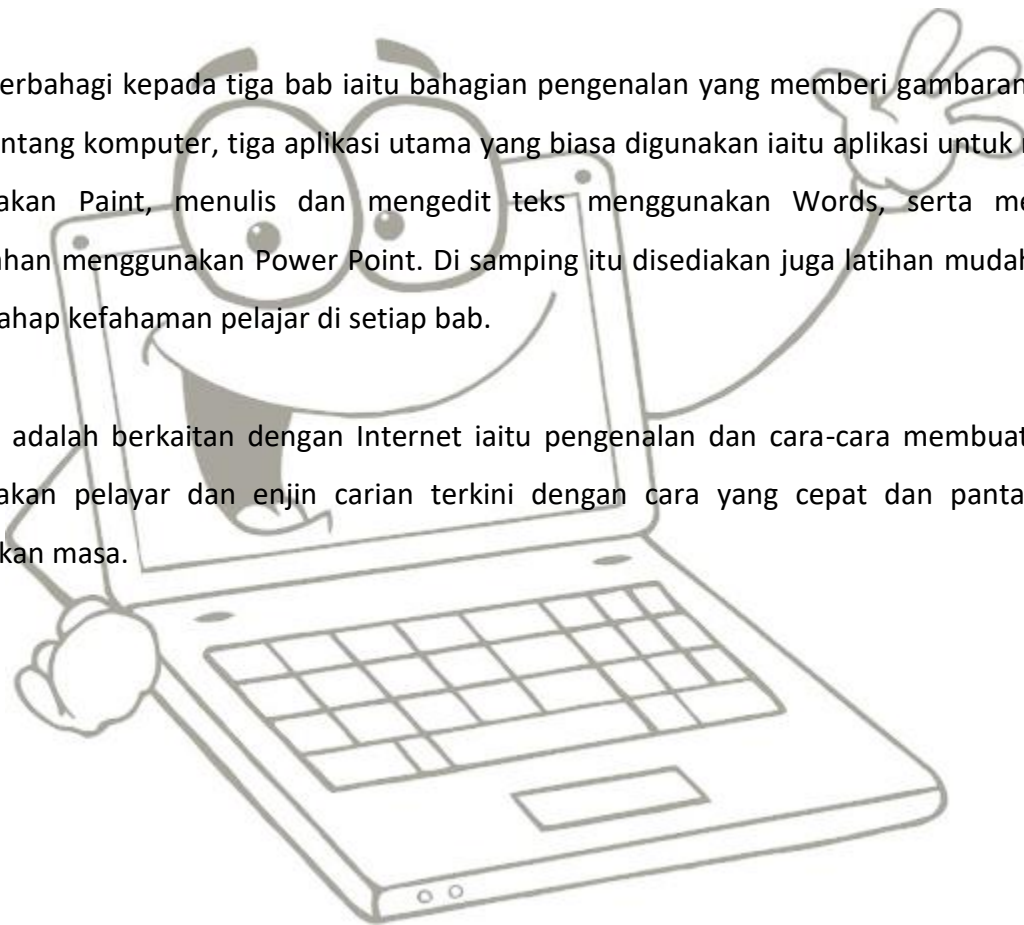 erbahagi kepada tiga bab iaitu bahagian pengenalan yang memberi gambaran
ntang komputer, tiga aplikasi utama yang biasa digunakan iaitu aplikasi untuk
akan Paint, menulis dan mengedit teks menggunakan Words, serta me
ahan menggunakan Power Point. Di samping itu disediakan juga latihan mudah
ahap kefahaman pelajar di setiap bab.
adalah berkaitan dengan Internet iaitu pengenalan dan cara-cara membuat
akan pelayar dan enjin carian terkini dengan cara yang cepat dan panta
kan masa.